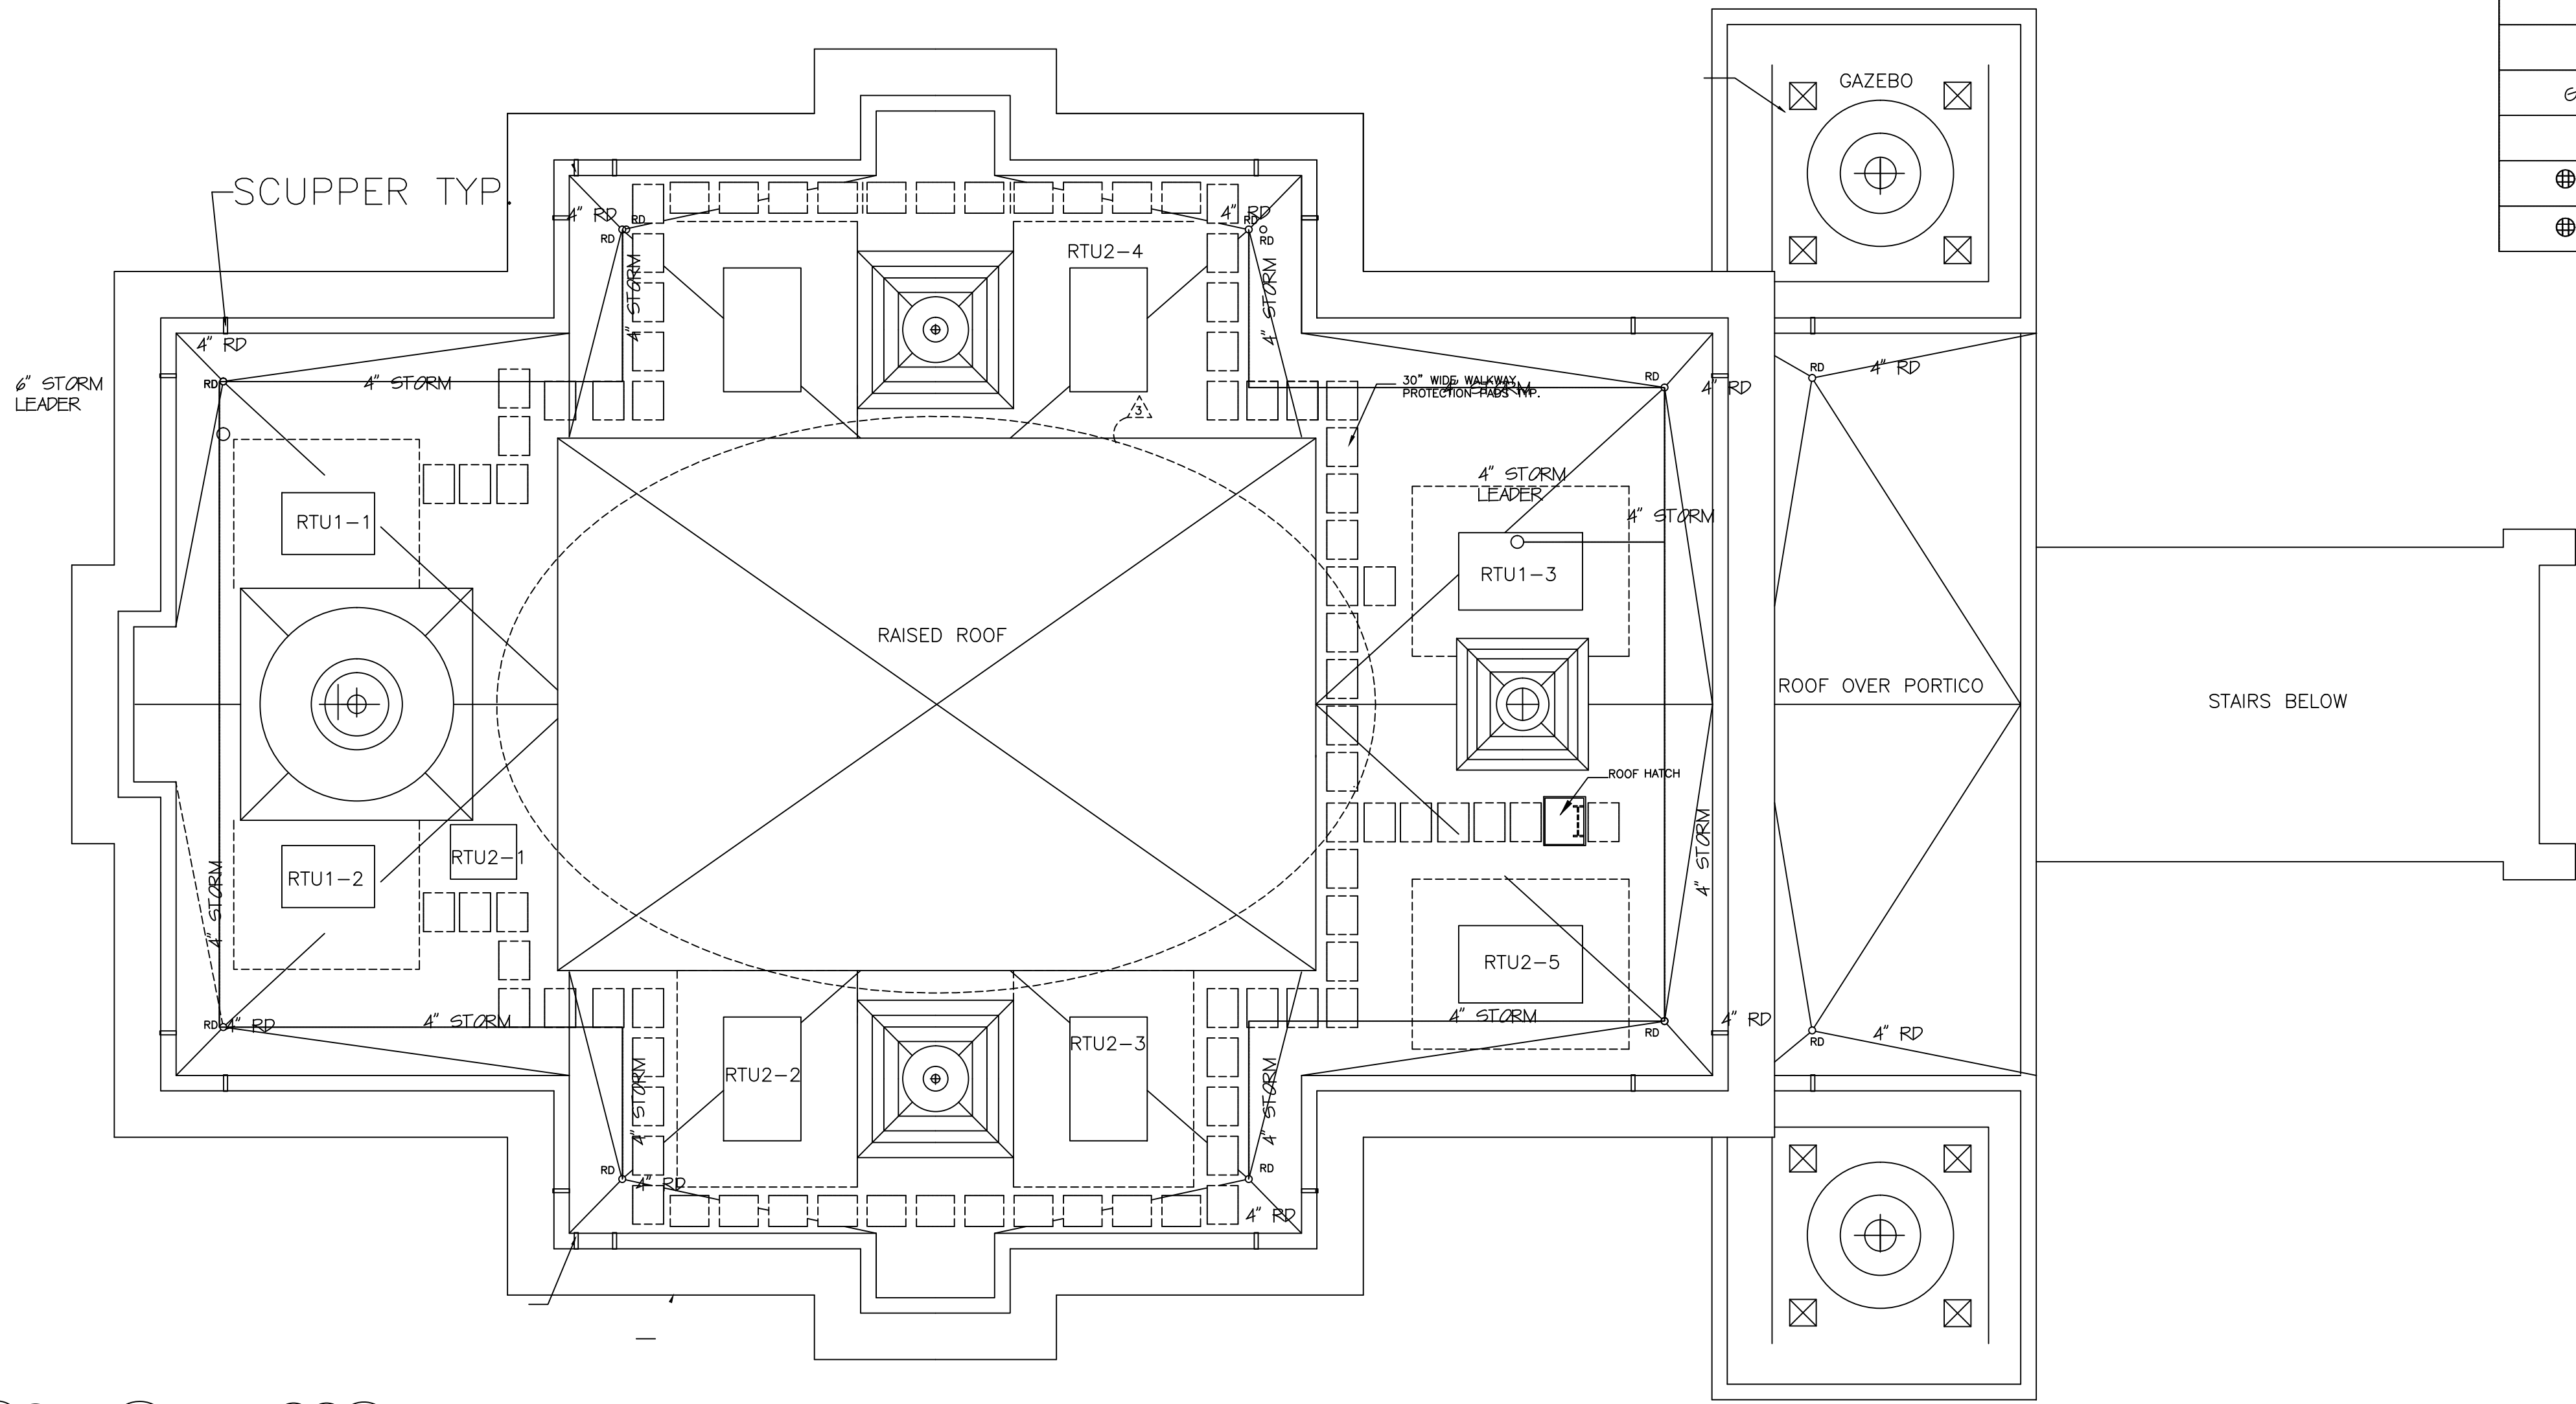 GAZEBO
SCUPPER TYP.
4" RD
RD
RD
4" RD
RD
RD
RTU2-4
4" STORM
4" STORM
4" RD
RD
6" STORM
LEADER
4" STORM
30" WIDE WALKWAY
PROTECTION PADS TYP.
4" STORM
RD
4" RD
RD
4" RD
3
4" STORM
LEADER
4" STORM
RTU1-1
RTU1-3
RAISED ROOF
ROOF OVER PORTICO
STAIRS BELOW
ROOF HATCH
RTU2-1
RTU1-2
4" STORM
4" STORM
RTU2-5
RD
4" RD
4" STORM
4" STORM
4" RD
RD
RD
4" RD
RTU2-2
RTU2-3
4" STORM
4" STORM
RD
4" RD
RD
4" RD